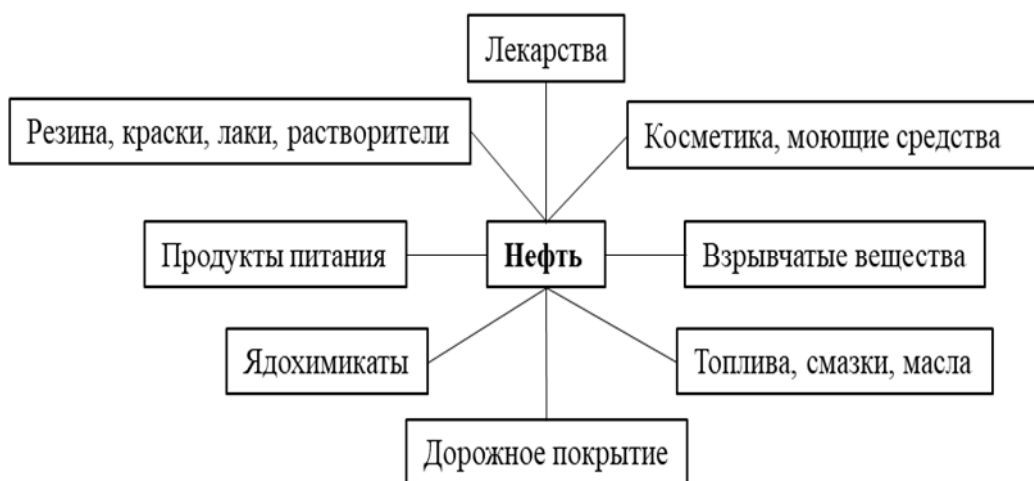 Лекарства
Резина, краски, лаки, растворители
Косметика, моющие средства
Продукты питания
Нефть
Взрывчатые вещества
Ядохимикаты
Топлива, смазки, масла
Дорожное покрытие